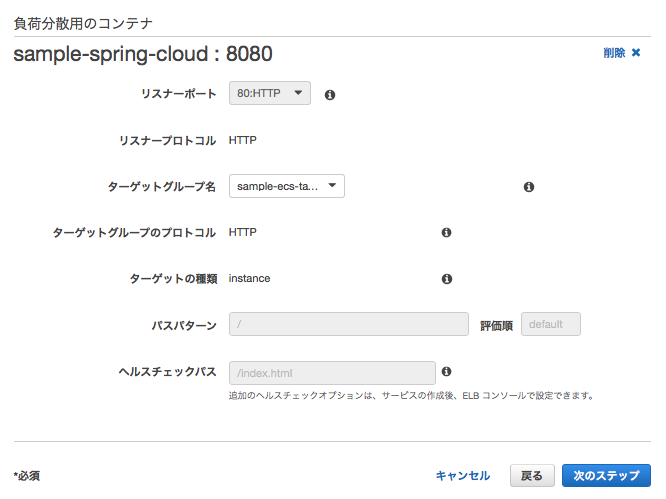 負荷分散用のコンテナ
sample-spring-cloud : 8080
削除 ✖
リスナーポート 80:HTTP
リスナープロトコル HTTP
ターゲットグループ名 sample-ecs-ta...
ターゲットグループのプロトコル HTTP
ターゲットの種類 instance
パスパターン / 評価順 default
ヘルスチェックパス /index.html
追加のヘルスチェックオプションは、サービスの作成後、ELB コンソールで設定できます。
*必須 キャンセル 戻る 次のステップ